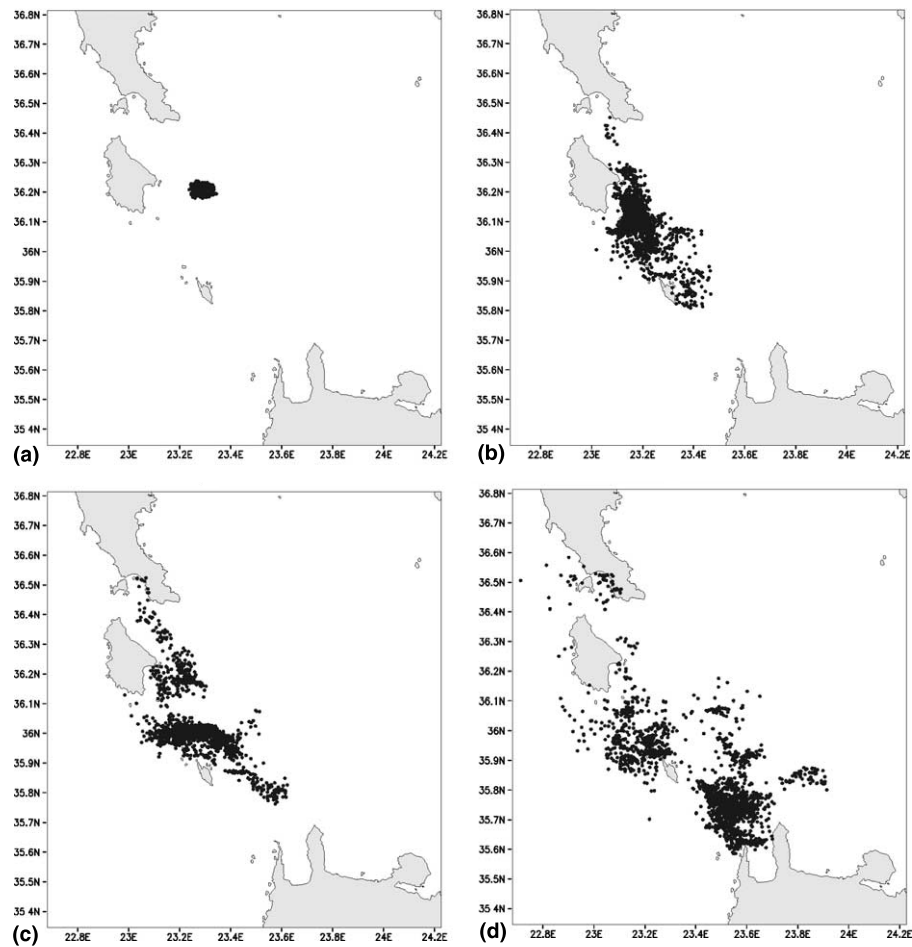 36.8N
36.7N
36.6N
36.5N
36.4N
36.3N
36.2N
36.1N
36N
35.9N
35.8N
35.7N
35.6N
35.5N
35.4N
(a)
22.8E 23E 23.2E 23.4E 23.6E 23.8E 24E 24.2E
36.8N
36.7N
36.6N
36.5N
36.4N
36.3N
36.2N
36.1N
36N
35.9N
35.8N
35.7N
35.6N
35.5N
35.4N
(b)
22.8E 23E 23.2E 23.4E 23.6E 23.8E 24E 24.2E
36.8N
36.7N
36.6N
36.5N
36.4N
36.3N
36.2N
36.1N
36N
35.9N
35.8N
35.7N
35.6N
35.5N
35.4N
(c)
22.8E 23E 23.2E 23.4E 23.6E 23.8E 24E 24.2E
36.8N
36.7N
36.6N
36.5N
36.4N
36.3N
36.2N
36.1N
36N
35.9N
35.8N
35.7N
35.6N
35.5N
35.4N
(d)
22.8E 23E 23.2E 23.4E 23.6E 23.8E 24E 24.2E